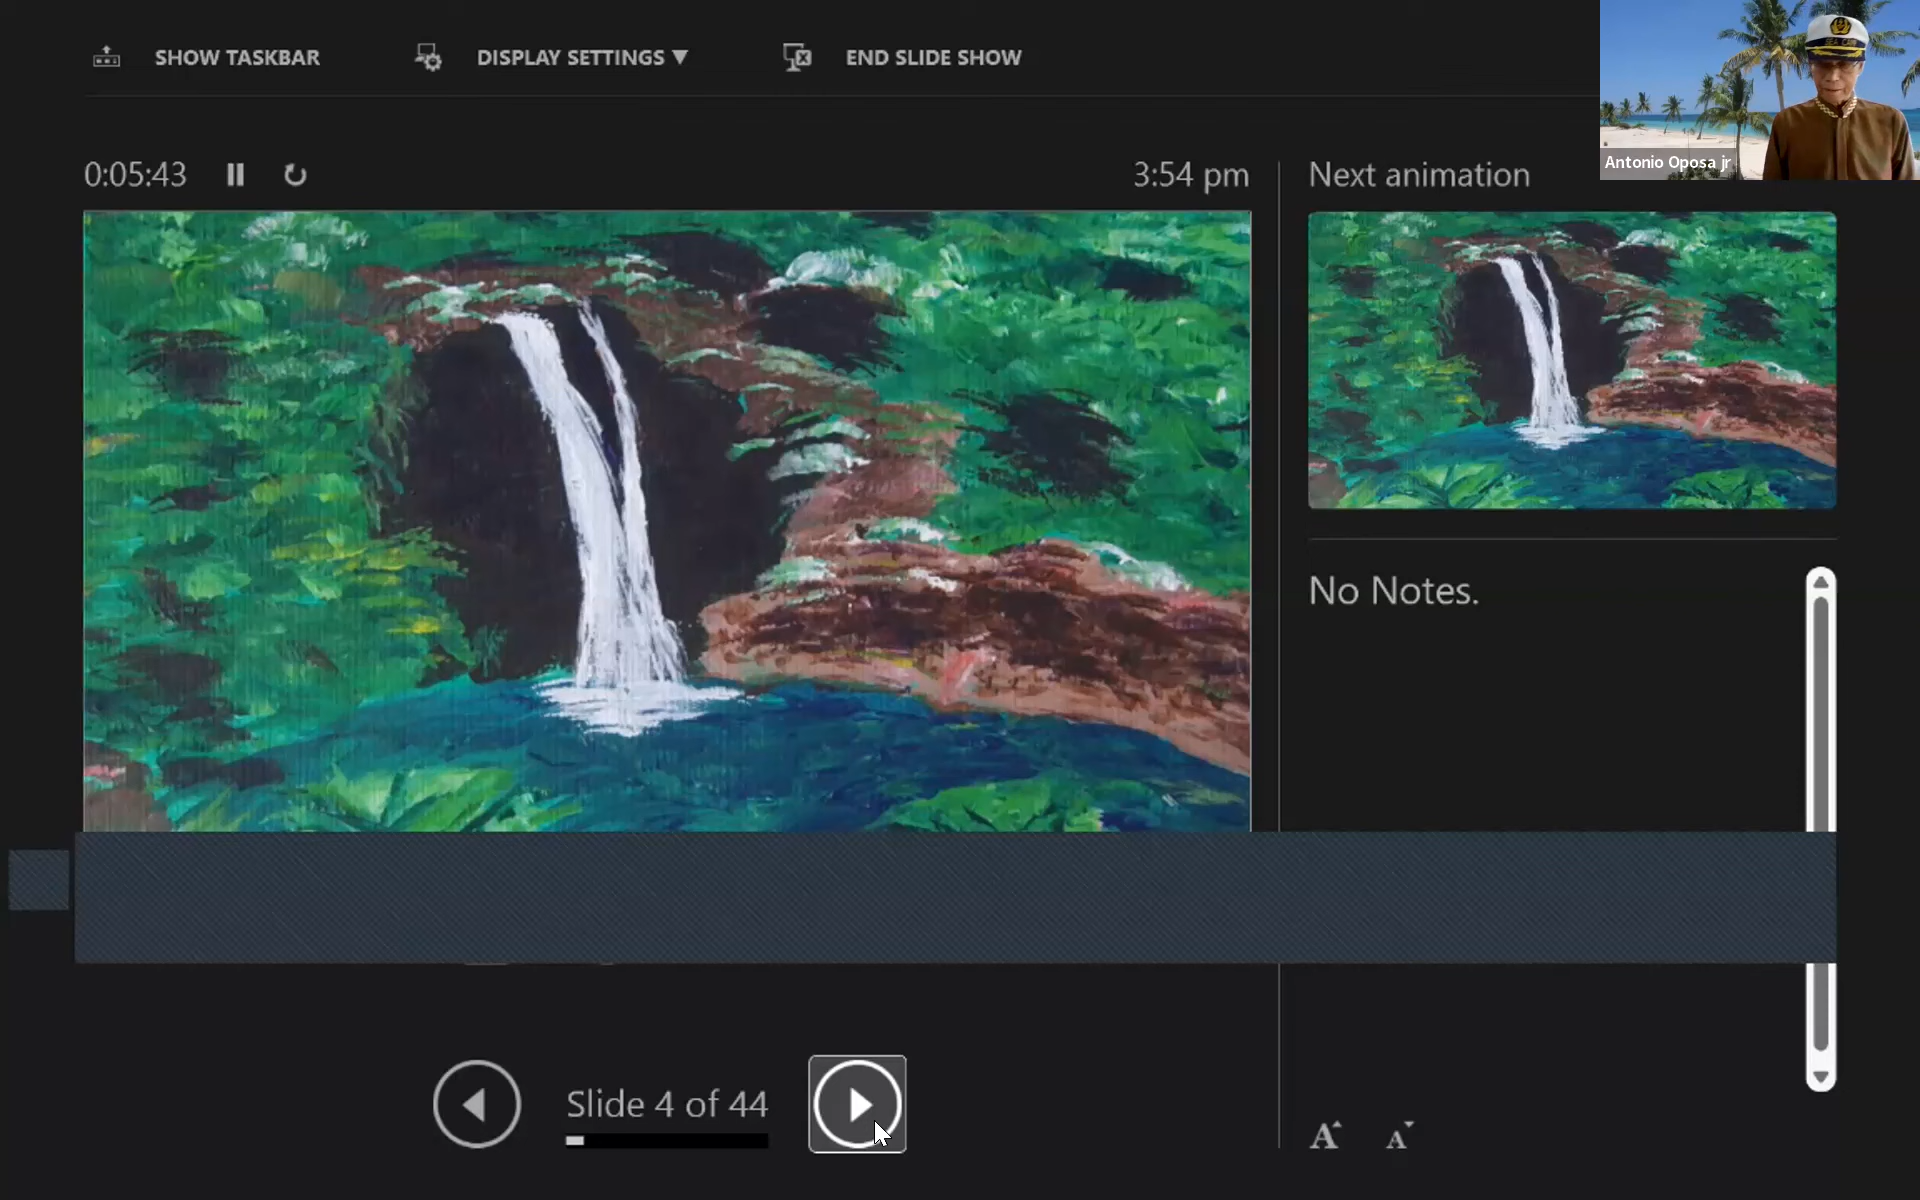 SHOW TASKBAR
DISPLAY SETTINGS ▼
END SLIDE SHOW
Antonio Oposa jr
0:05:43
3:54 pm
Next animation
No Notes.
Slide 4 of 44
A
A